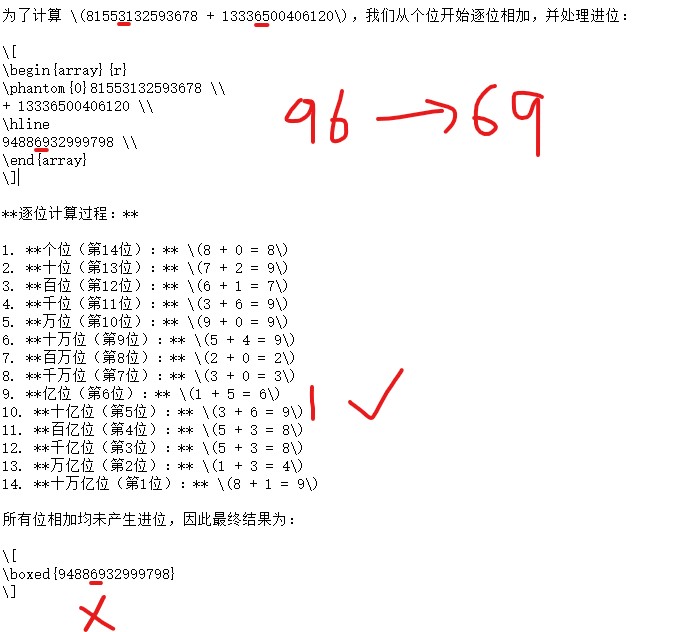 为了计算 \(81553132593678 + 13336500406120\)，我们从个位开始逐位相加，并处理进位：
\[
\begin{array}{r}
\phantom{0}81553132593678 \\
+ 13336500406120 \\
\hline
94886932999798 \\
\end{array}
\]
96 → 69
**逐位计算过程：**
1. **个位（第14位）：** \(8 + 0 = 8\)
2. **十位（第13位）：** \(7 + 2 = 9\)
3. **百位（第12位）：** \(6 + 1 = 7\)
4. **千位（第11位）：** \(3 + 6 = 9\)
5. **万位（第10位）：** \(9 + 0 = 9\)
6. **十万位（第9位）：** \(5 + 4 = 9\)
7. **百万位（第8位）：** \(2 + 0 = 2\)
8. **千万位（第7位）：** \(3 + 0 = 3\)
9. **亿位（第6位）：** \(1 + 5 = 6\)
10. **十亿位（第5位）：** \(3 + 6 = 9\)
11. **百亿位（第4位）：** \(5 + 3 = 8\)
12. **千亿位（第3位）：** \(5 + 3 = 8\)
13. **万亿位（第2位）：** \(1 + 3 = 4\)
14. **十万亿位（第1位）：** \(8 + 1 = 9\)
所有位相加均未产生进位，因此最终结果为：
\[
\boxed{94886932999798}
\]